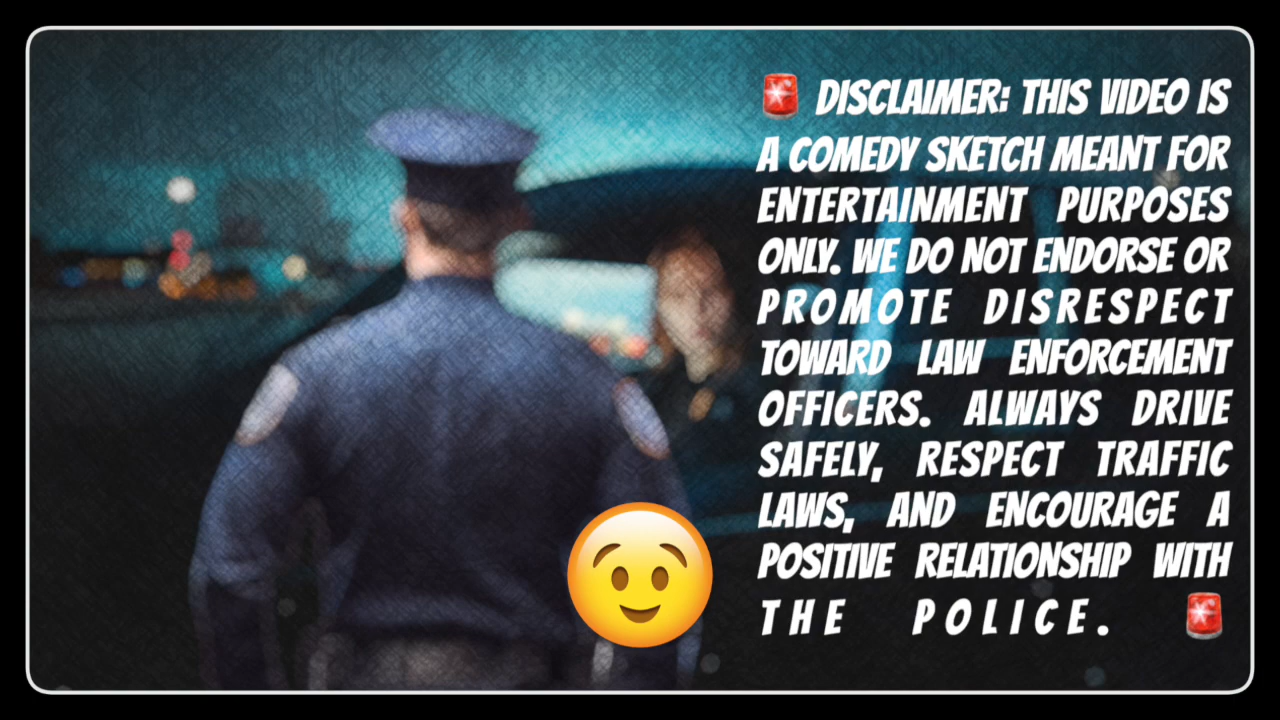 🚨 DISCLAIMER: THIS VIDEO IS
A COMEDY SKETCH MEANT FOR
ENTERTAINMENT PURPOSES
ONLY. WE DO NOT ENDORSE OR
PROMOTE DISRESPECT
TOWARD LAW ENFORCEMENT
OFFICERS. ALWAYS DRIVE
SAFELY, RESPECT TRAFFIC
LAWS, AND ENCOURAGE A
POSITIVE RELATIONSHIP WITH
THE POLICE. 🚨